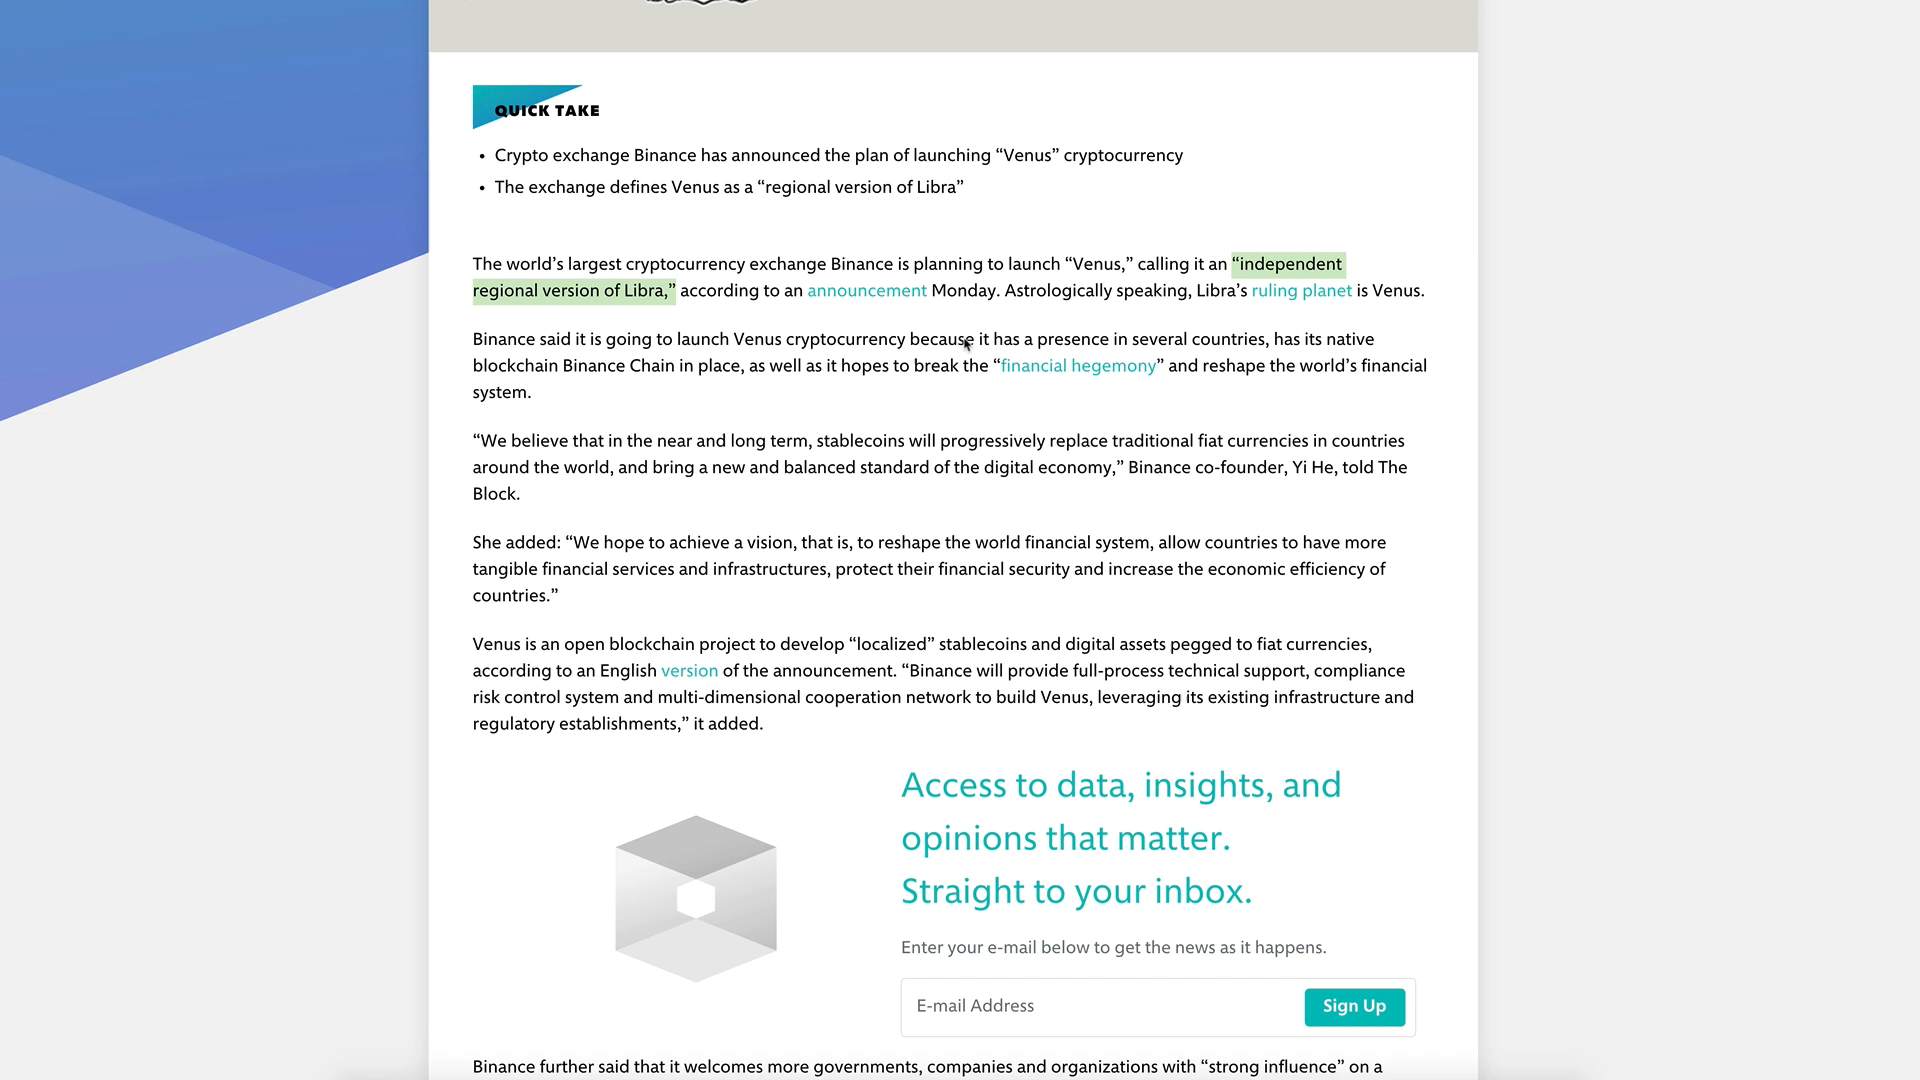 QUICK TAKE
• Crypto exchange Binance has announced the plan of launching “Venus” cryptocurrency
• The exchange defines Venus as a “regional version of Libra”
The world’s largest cryptocurrency exchange Binance is planning to launch “Venus,” calling it an “independent
regional version of Libra,” according to an announcement Monday. Astrologically speaking, Libra’s ruling planet is Venus.
Binance said it is going to launch Venus cryptocurrency because it has a presence in several countries, has its native
blockchain Binance Chain in place, as well as it hopes to break the “financial hegemony” and reshape the world’s financial
system.
“We believe that in the near and long term, stablecoins will progressively replace traditional fiat currencies in countries
around the world, and bring a new and balanced standard of the digital economy,” Binance co-founder, Yi He, told The
Block.
She added: “We hope to achieve a vision, that is, to reshape the world financial system, allow countries to have more
tangible financial services and infrastructures, protect their financial security and increase the economic efficiency of
countries.”
Venus is an open blockchain project to develop “localized” stablecoins and digital assets pegged to fiat currencies,
according to an English version of the announcement. “Binance will provide full-process technical support, compliance
risk control system and multi-dimensional cooperation network to build Venus, leveraging its existing infrastructure and
regulatory establishments,” it added.
Access to data, insights, and
opinions that matter.
Straight to your inbox.
Enter your e-mail below to get the news as it happens.
E-mail Address
Sign Up
Binance further said that it welcomes more governments, companies and organizations with “strong influence” on a